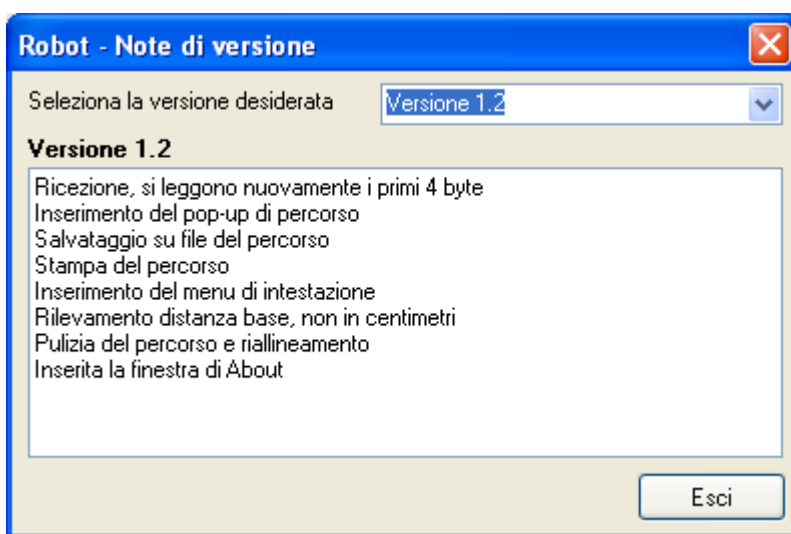 Robot - Note di versione
Seleziona la versione desiderata Versione 1.2
Versione 1.2
Ricezione, si leggono nuovamente i primi 4 byte
Inserimento del pop-up di percorso
Salvataggio su file del percorso
Stampa del percorso
Inserimento del menu di intestazione
Rilevamento distanza base, non in centimetri
Pulizia del percorso e riallineamento
Inserita la finestra di About
Esci